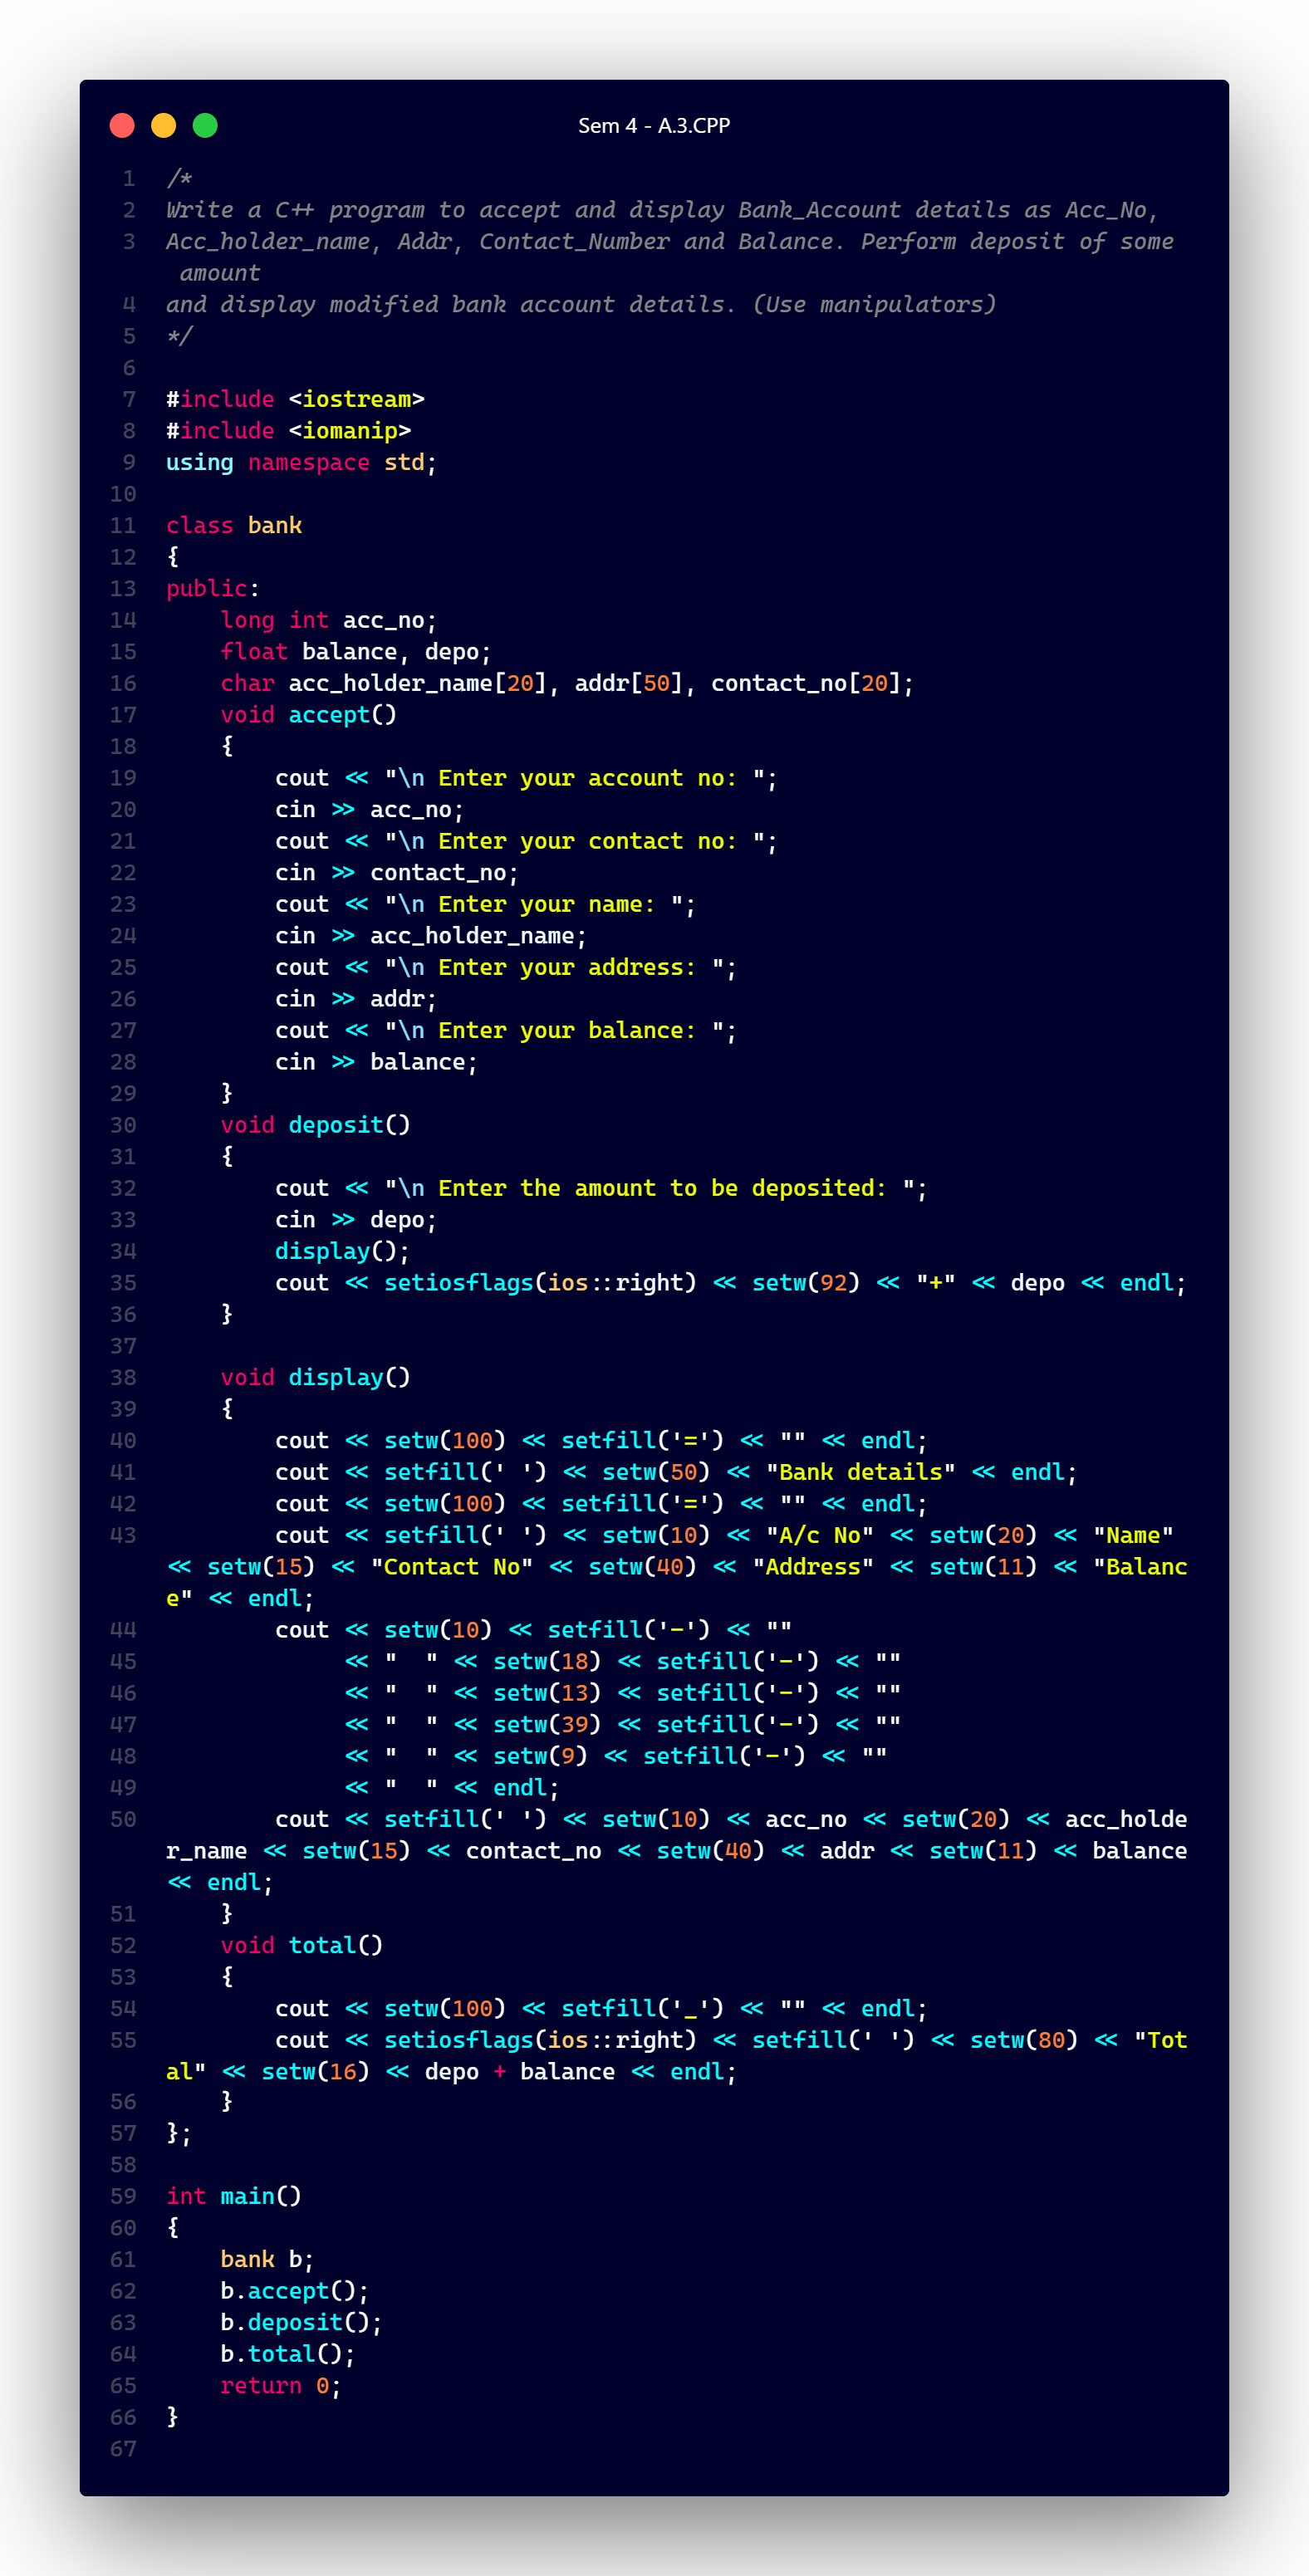 Sem 4 - A.3.CPP
1 /*
2 Write a C++ program to accept and display Bank_Account details as Acc_No,
3 Acc_holder_name, Addr, Contact_Number and Balance. Perform deposit of some
 amount
4 and display modified bank account details. (Use manipulators)
5 */
6
7 #include <iostream>
8 #include <iomanip>
9 using namespace std;
10
11 class bank
12 {
13 public:
14     long int acc_no;
15     float balance, depo;
16     char acc_holder_name[20], addr[50], contact_no[20];
17     void accept()
18     {
19         cout << "\n Enter your account no: ";
20         cin >> acc_no;
21         cout << "\n Enter your contact no: ";
22         cin >> contact_no;
23         cout << "\n Enter your name: ";
24         cin >> acc_holder_name;
25         cout << "\n Enter your address: ";
26         cin >> addr;
27         cout << "\n Enter your balance: ";
28         cin >> balance;
29     }
30     void deposit()
31     {
32         cout << "\n Enter the amount to be deposited: ";
33         cin >> depo;
34         display();
35         cout << setiosflags(ios::right) << setw(92) << "+" << depo << endl;
36     }
37
38     void display()
39     {
40         cout << setw(100) << setfill('=') << "" << endl;
41         cout << setfill(' ') << setw(50) << "Bank details" << endl;
42         cout << setw(100) << setfill('=') << "" << endl;
43         cout << setfill(' ') << setw(10) << "A/c No" << setw(20) << "Name"
<< setw(15) << "Contact No" << setw(40) << "Address" << setw(11) << "Balanc
e" << endl;
44         cout << setw(10) << setfill('-') << ""
45              << "  " << setw(18) << setfill('-') << ""
46              << "  " << setw(13) << setfill('-') << ""
47              << "  " << setw(39) << setfill('-') << ""
48              << "  " << setw(9) << setfill('-') << ""
49              << "  " << endl;
50         cout << setfill(' ') << setw(10) << acc_no << setw(20) << acc_holde
r_name << setw(15) << contact_no << setw(40) << addr << setw(11) << balance
<< endl;
51     }
52     void total()
53     {
54         cout << setw(100) << setfill('_') << "" << endl;
55         cout << setiosflags(ios::right) << setfill(' ') << setw(80) << "Tot
al" << setw(16) << depo + balance << endl;
56     }
57 };
58
59 int main()
60 {
61     bank b;
62     b.accept();
63     b.deposit();
64     b.total();
65     return 0;
66 }
67